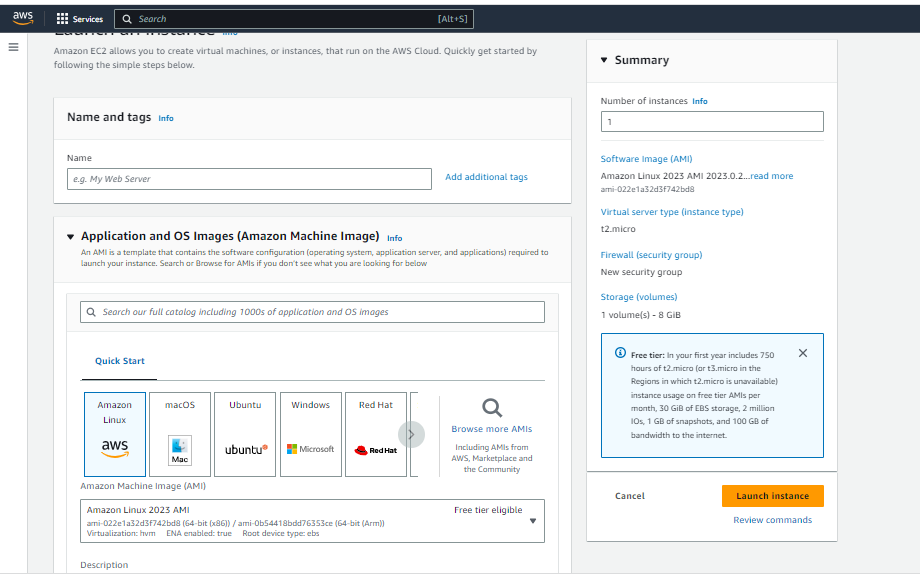 aws
Services
Search
[Alt+S]
Launch an instance Info
Amazon EC2 allows you to create virtual machines, or instances, that run on the AWS Cloud. Quickly get started by
following the simple steps below.
Name and tags Info
Name
e.g. My Web Server
Add additional tags
Application and OS Images (Amazon Machine Image) Info
An AMI is a template that contains the software configuration (operating system, application server, and applications) required to
launch your instance. Search or Browse for AMIs if you don't see what you are looking for below
Search our full catalog including 1000s of application and OS images
Quick Start
Amazon
Linux
aws
macOS
Mac
Ubuntu
ubuntu
Windows
Microsoft
Red Hat
Red Hat
Browse more AMIs
Including AMIs from
AWS, Marketplace and
the Community
Amazon Machine Image (AMI)
Amazon Linux 2023 AMI
Free tier eligible
ami-022e1a32d3f742bd8 (64-bit (x86)) / ami-0b54418bdd76353ce (64-bit (Arm))
Virtualization: hvm ENA enabled: true Root device type: ebs
Description
Summary
Number of instances Info
1
Software Image (AMI)
Amazon Linux 2023 AMI 2023.0.2...read more
ami-022e1a32d3f742bd8
Virtual server type (instance type)
t2.micro
Firewall (security group)
New security group
Storage (volumes)
1 volume(s) - 8 GiB
Free tier: In your first year includes 750
hours of t2.micro (or t3.micro in the
Regions in which t2.micro is unavailable)
instance usage on free tier AMIs per
month, 30 GiB of EBS storage, 2 million
IOs, 1 GB of snapshots, and 100 GB of
bandwidth to the internet.
Cancel
Launch instance
Review commands